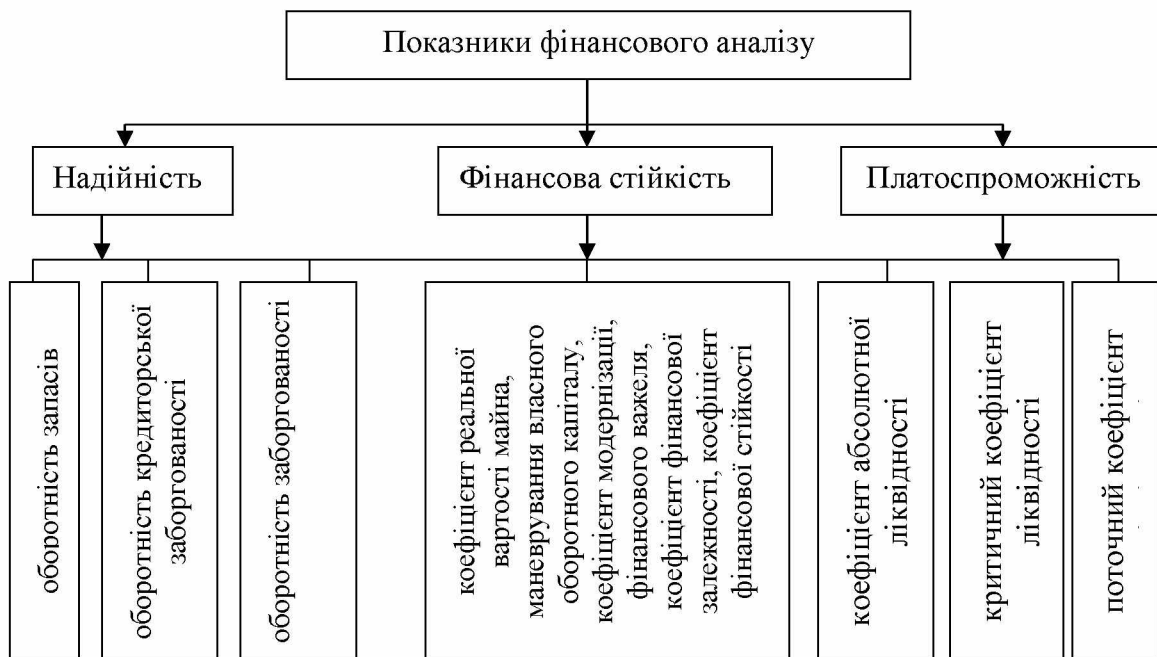 Показники фінансового аналізу
Надійність
Фінансова стійкість
Платоспроможність
оборотність запасів
оборотність кредиторської
заборгованості
оборотність заборгованості
коефіцієнт реальної
вартості майна,
маневрування власного
оборотного капіталу,
коефіцієнт модернізації,
фінансового важеля,
коефіцієнт фінансової
залежності, коефіцієнт
фінансової стійкості
коефіцієнт абсолютної
ліквідності
критичний коефіцієнт
ліквідності
поточний коефіцієнт